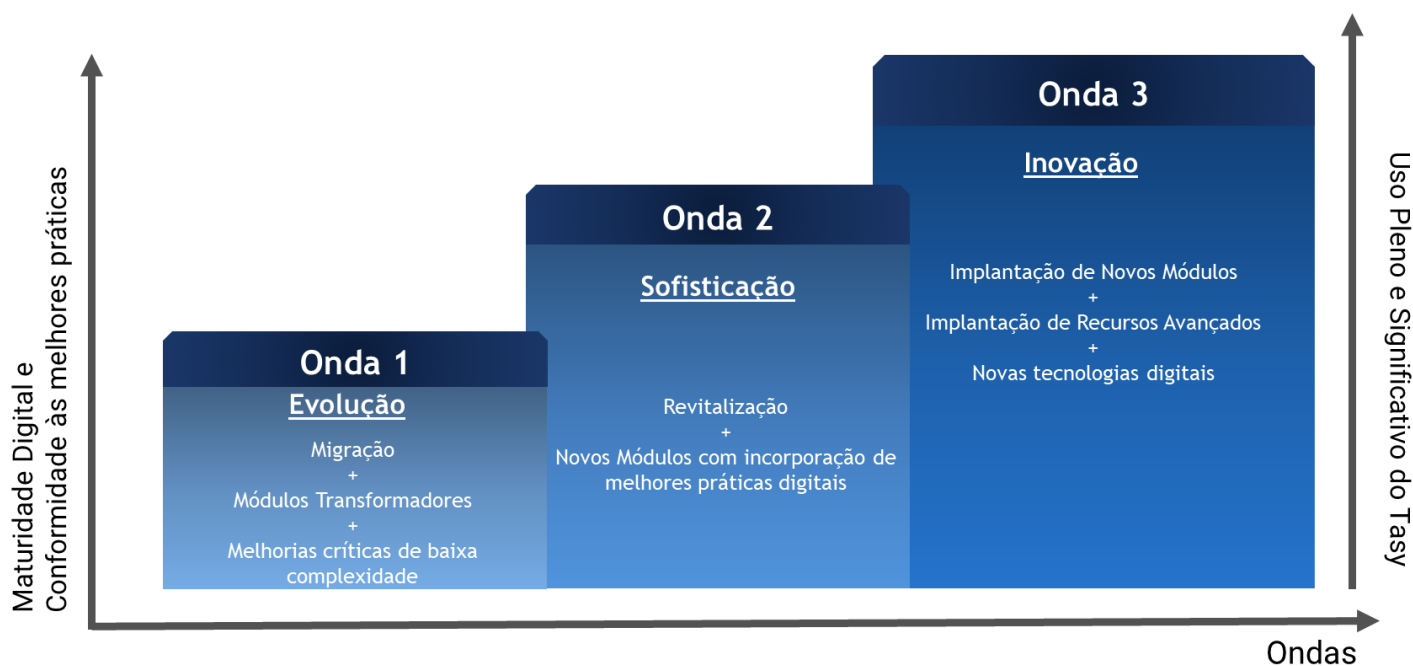 Maturidade Digital e
Conformidade às melhores práticas
Onda 1
Evolução
Migração
+
Módulos Transformadores
+
Melhorias críticas de baixa
complexidade
Onda 2
Sofisticação
Revitalização
+
Novos Módulos com incorporação de
melhores práticas digitais
Onda 3
Inovação
Implantação de Novos Módulos
+
Implantação de Recursos Avançados
+
Novas tecnologias digitais
Uso Pleno e Significativo do Tasy
Ondas